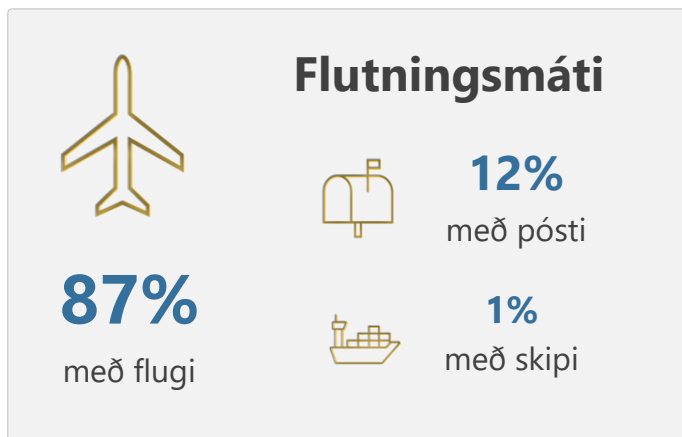 Flutningsmáti
87%
með flugi
12%
með pósti
1%
með skipi